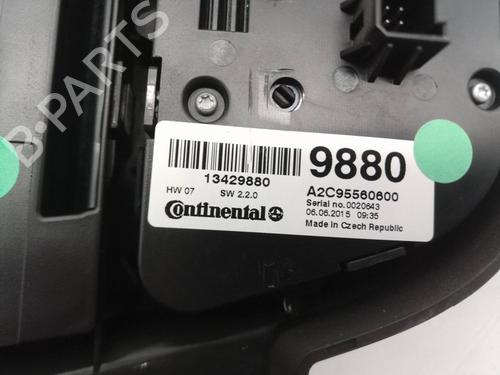 B-PARTS
9880
13429880
A2C95560600
HW 07 SW 2.2.0
Serial no.0020643
06.06.2015 09:35
Continental
Made in Czech Republic